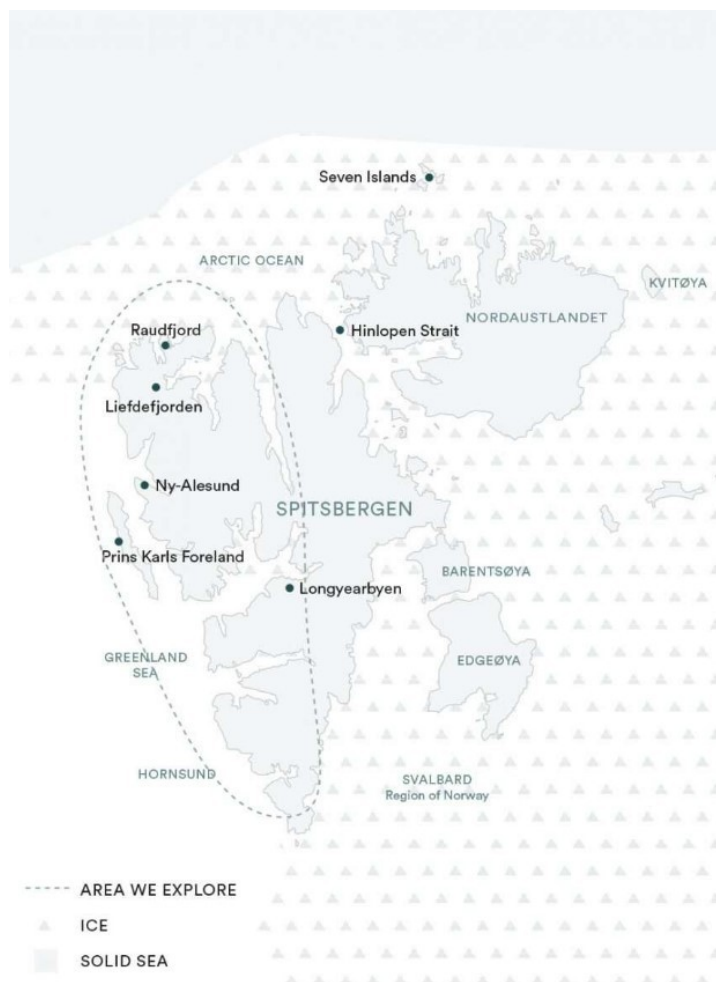 Seven Islands
ARCTIC OCEAN
KVITØYA
NORDAUSTLANDET
Raudfjord
Hinlopen Strait
Liefdefjorden
Ny-Alesund
SPITSBERGEN
Prins Karls Foreland
BARENTSØYA
Longyearbyen
GREENLAND
SEA
EDGEØYA
HORNSUND
SVALBARD
Region of Norway
AREA WE EXPLORE
ICE
SOLID SEA